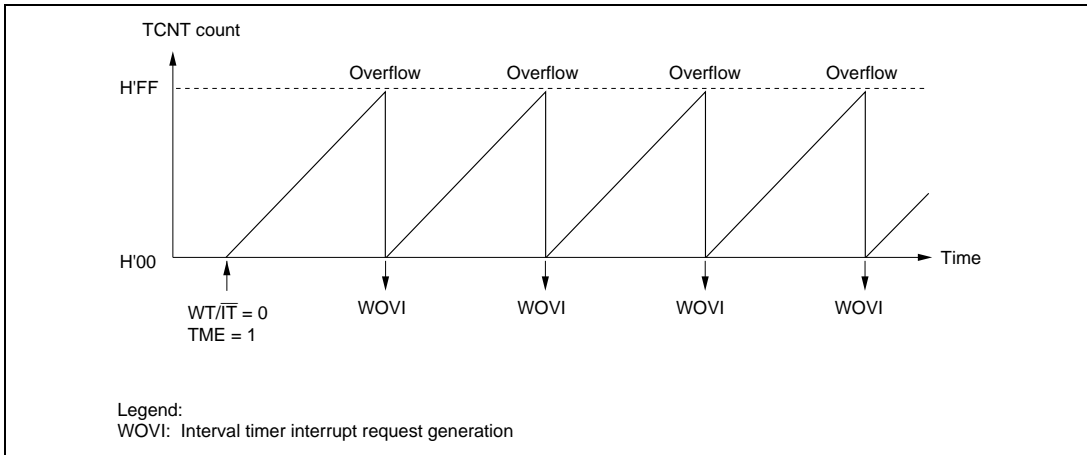 TCNT count
Overflow Overflow Overflow Overflow
H'FF
H'00
Time
WT/I̅T̅ = 0
TME = 1
WOVI WOVI WOVI WOVI
Legend:
WOVI: Interval timer interrupt request generation